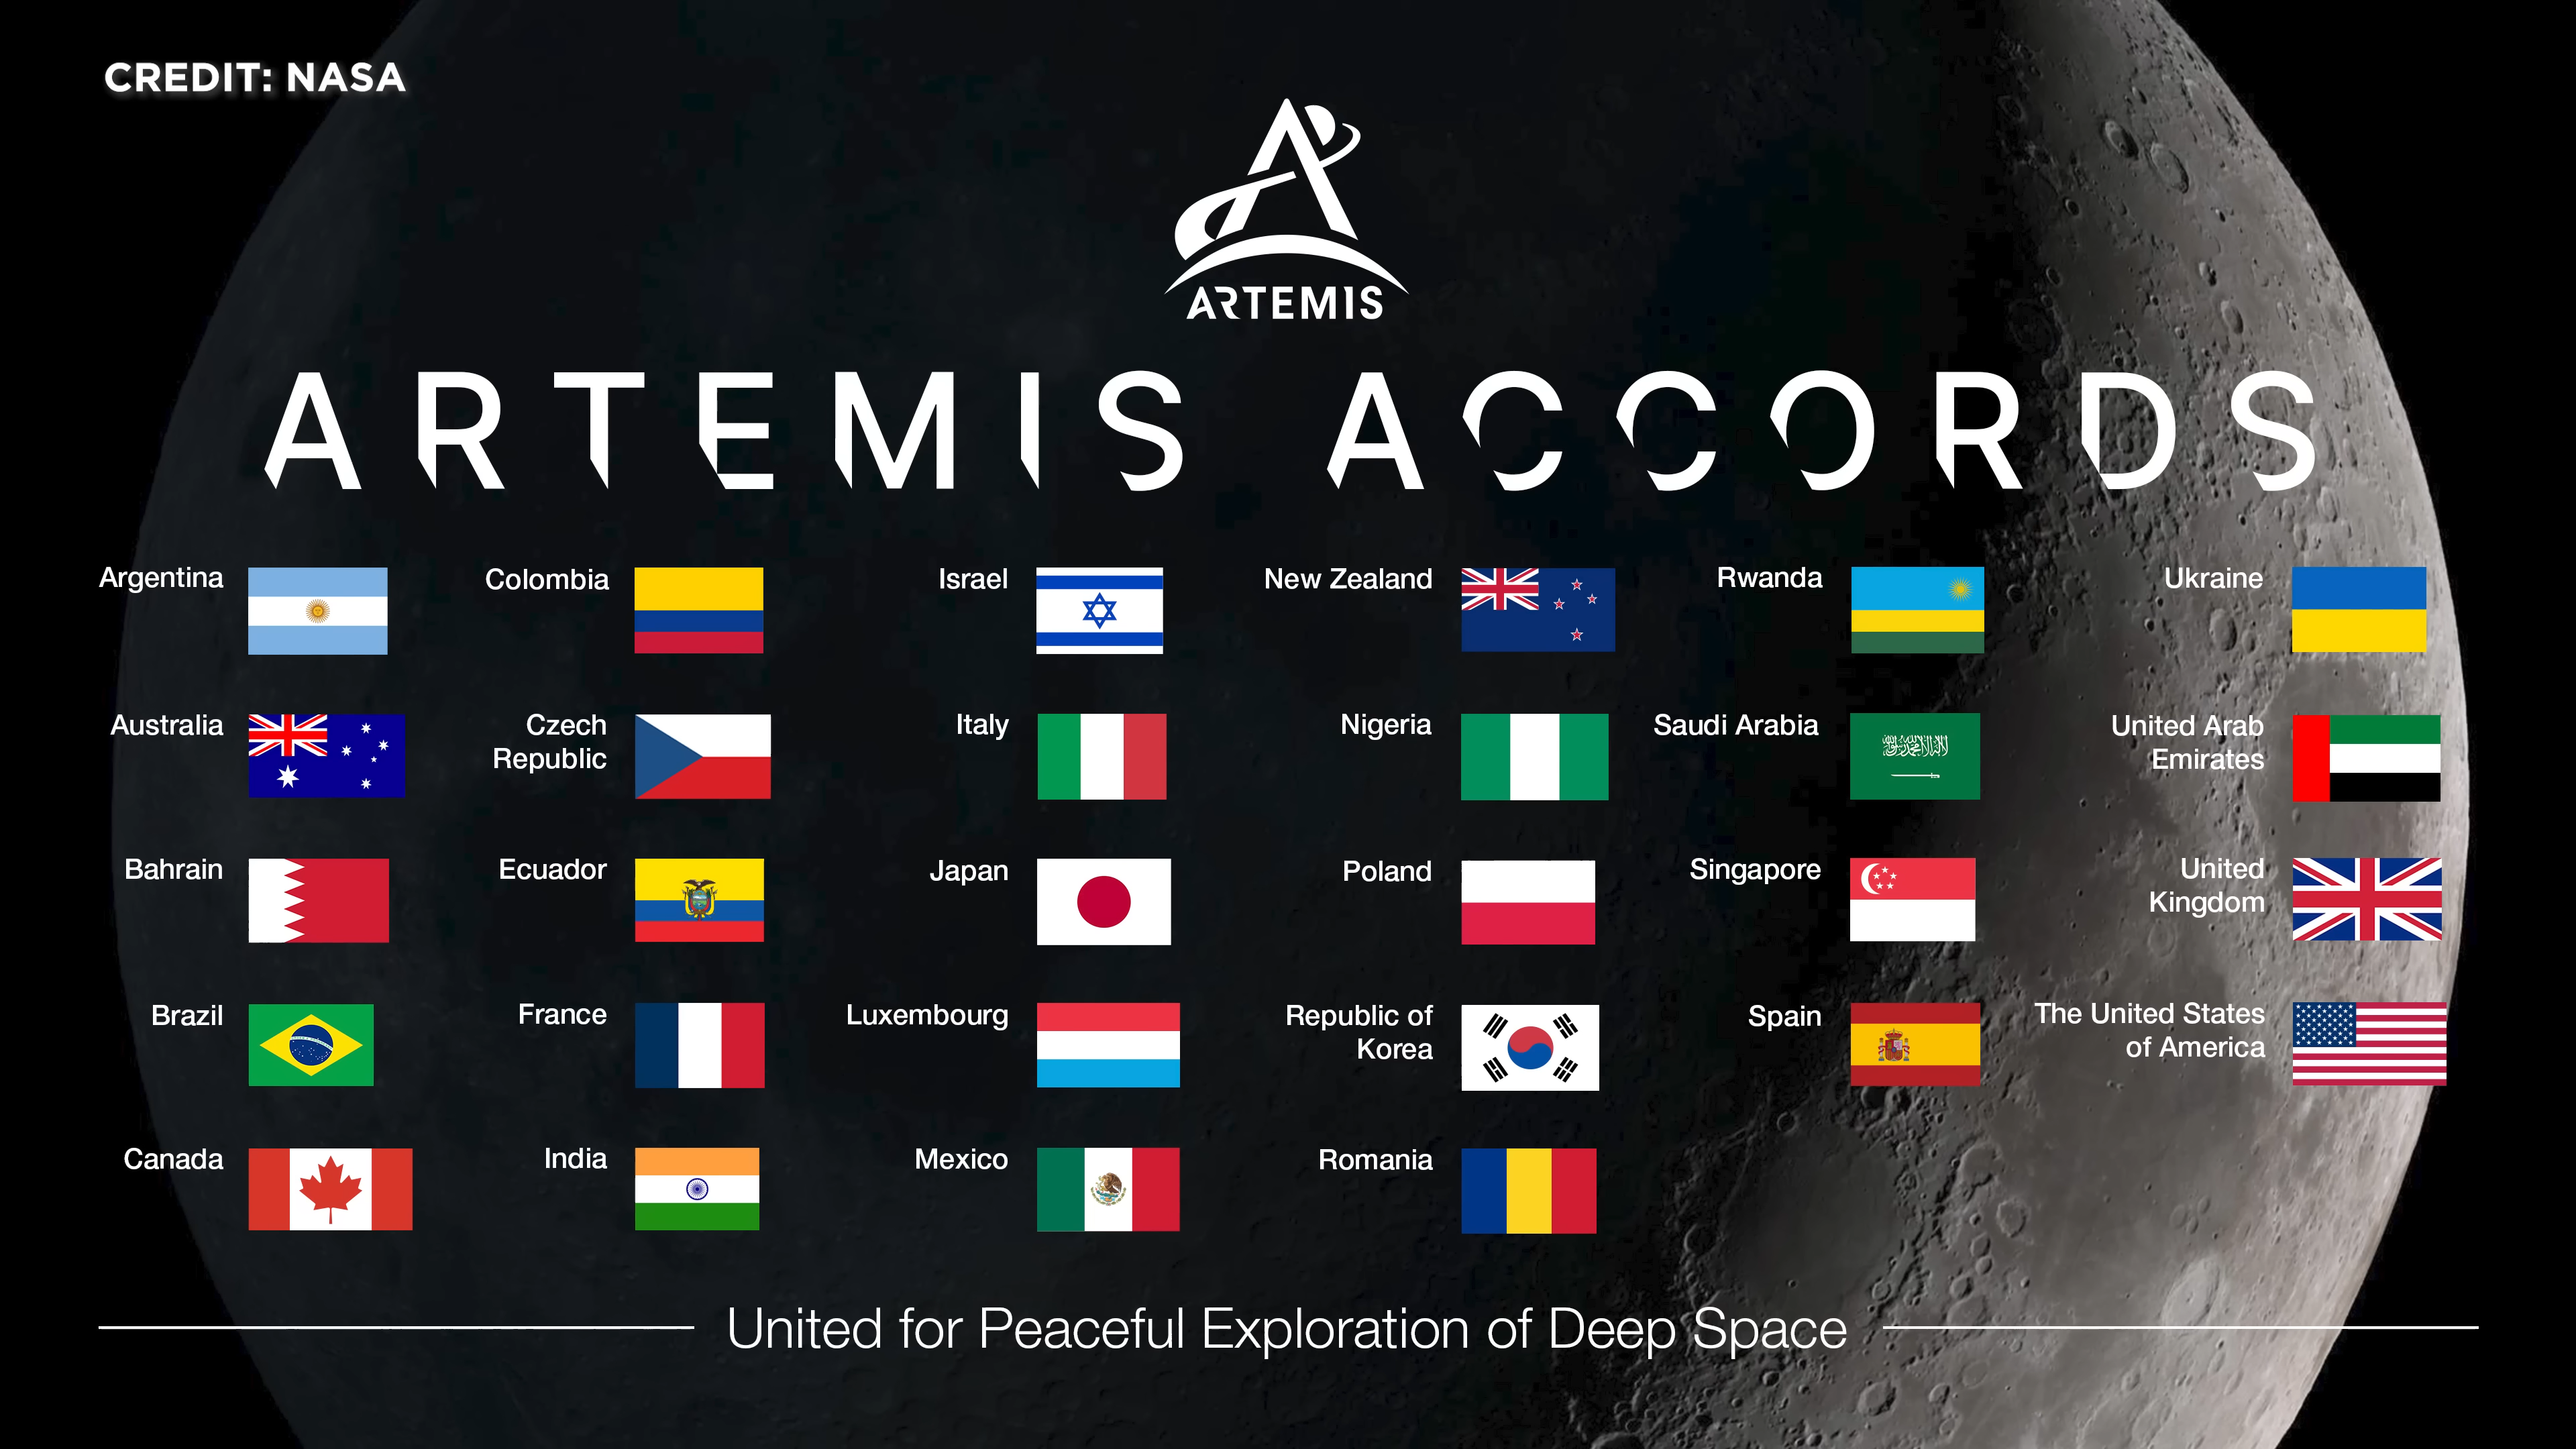 CREDIT: NASA
ARTEMIS
ARTEMIS ACCORDS
Argentina
Australia
Bahrain
Brazil
Canada
Colombia
Czech
Republic
Ecuador
France
India
Israel
Italy
Japan
Luxembourg
Mexico
New Zealand
Nigeria
Poland
Republic of
Korea
Romania
Rwanda
Saudi Arabia
Singapore
Spain
Ukraine
United Arab
Emirates
United
Kingdom
The United States
of America
United for Peaceful Exploration of Deep Space